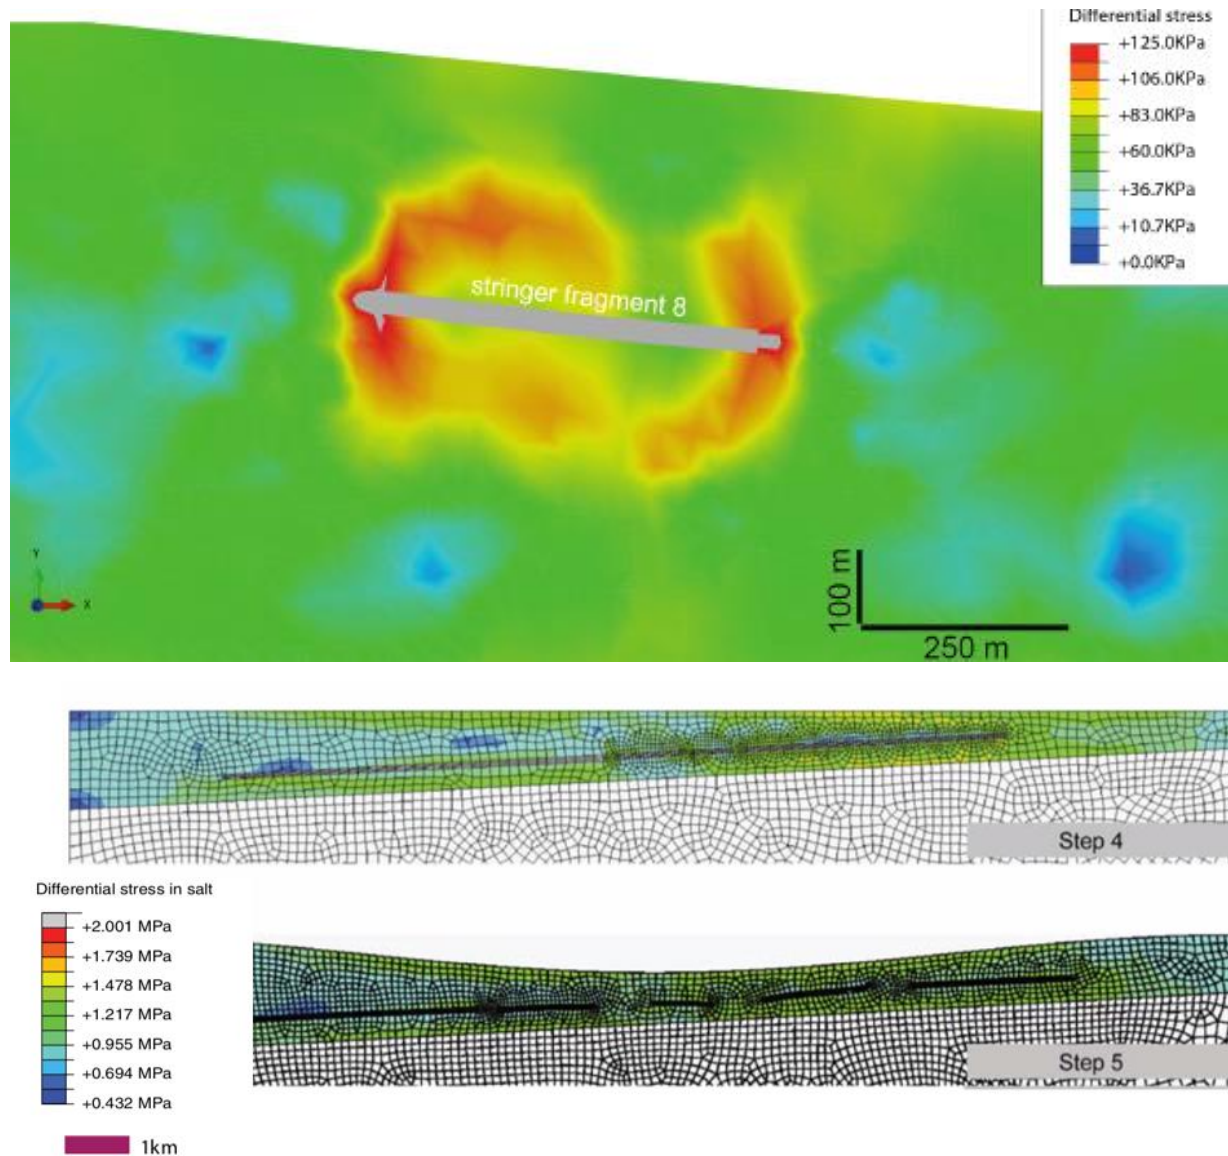 Differential stress
+125.0KPa
+106.0KPa
+83.0KPa
+60.0KPa
+36.7KPa
+10.7KPa
+0.0KPa
stringer fragment 8
Y
X
100 m
250 m
Step 4
Differential stress in salt
+2.001 MPa
+1.739 MPa
+1.478 MPa
+1.217 MPa
+0.955 MPa
+0.694 MPa
+0.432 MPa
Step 5
1km